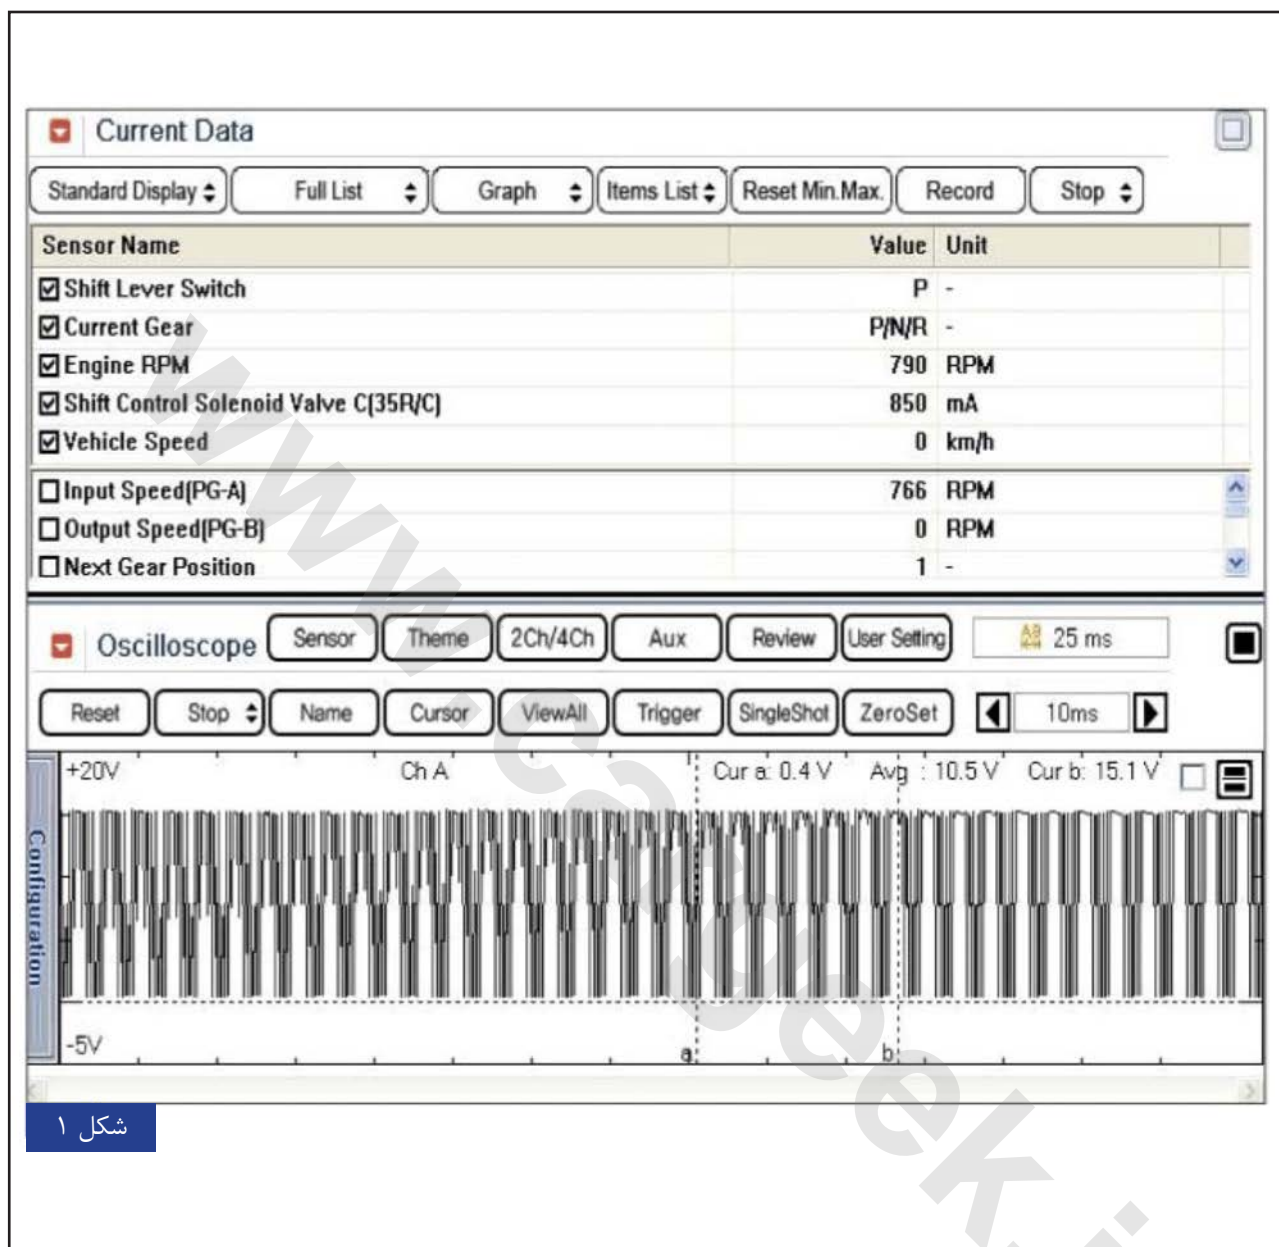 Current Data
Standard Display Full List Graph Items List Reset Min.Max. Record Stop
Sensor Name Value Unit
Shift Lever Switch P -
Current Gear P/N/R -
Engine RPM 790 RPM
Shift Control Solenoid Valve C(35R/C) 850 mA
Vehicle Speed 0 km/h
Input Speed(PG-A) 766 RPM
Output Speed(PG-B) 0 RPM
Next Gear Position 1 -
Oscilloscope Sensor Theme 2Ch/4Ch Aux Review User Setting 25 ms
Reset Stop Name Cursor ViewAll Trigger SingleShot ZeroSet 10ms
+20V Ch A Cur a: 0.4 V Avg : 10.5 V Cur b: 15.1 V
Configuration
-5V a b
شکل ۱